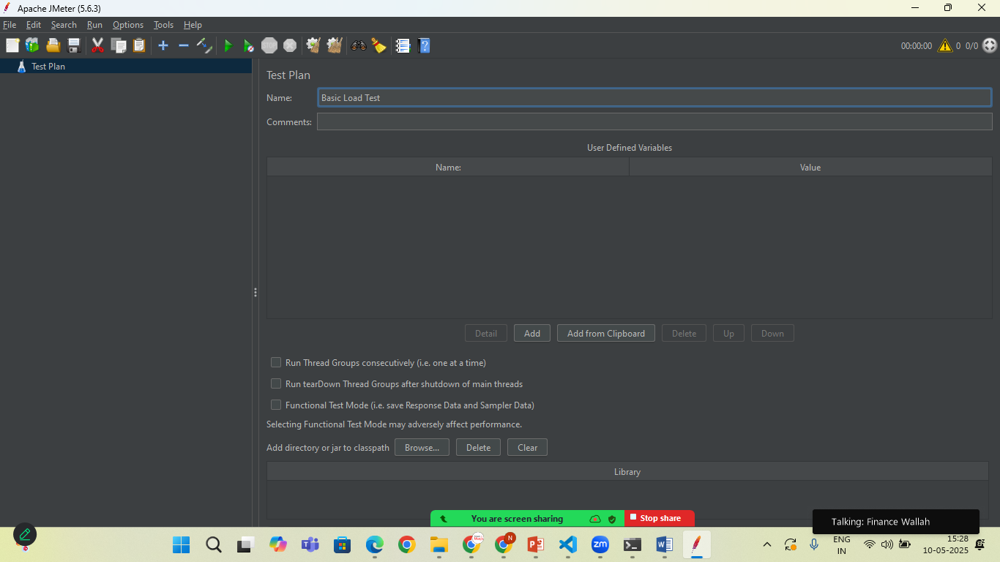 Apache JMeter (5.6.3)
File Edit Search Run Options Tools Help
STOP 00:00:00 0 0/0
Test Plan
Test Plan
Name: Basic Load Test
Comments:
User Defined Variables
Name: Value
Detail Add Add from Clipboard Delete Up Down
Run Thread Groups consecutively (i.e. one at a time)
Run tearDown Thread Groups after shutdown of main threads
Functional Test Mode (i.e. save Response Data and Sampler Data)
Selecting Functional Test Mode may adversely affect performance.
Add directory or jar to classpath Browse... Delete Clear
Library
You are screen sharing Stop share
Talking: Finance Wallah
N zm ENG 15:28
IN 10-05-2025